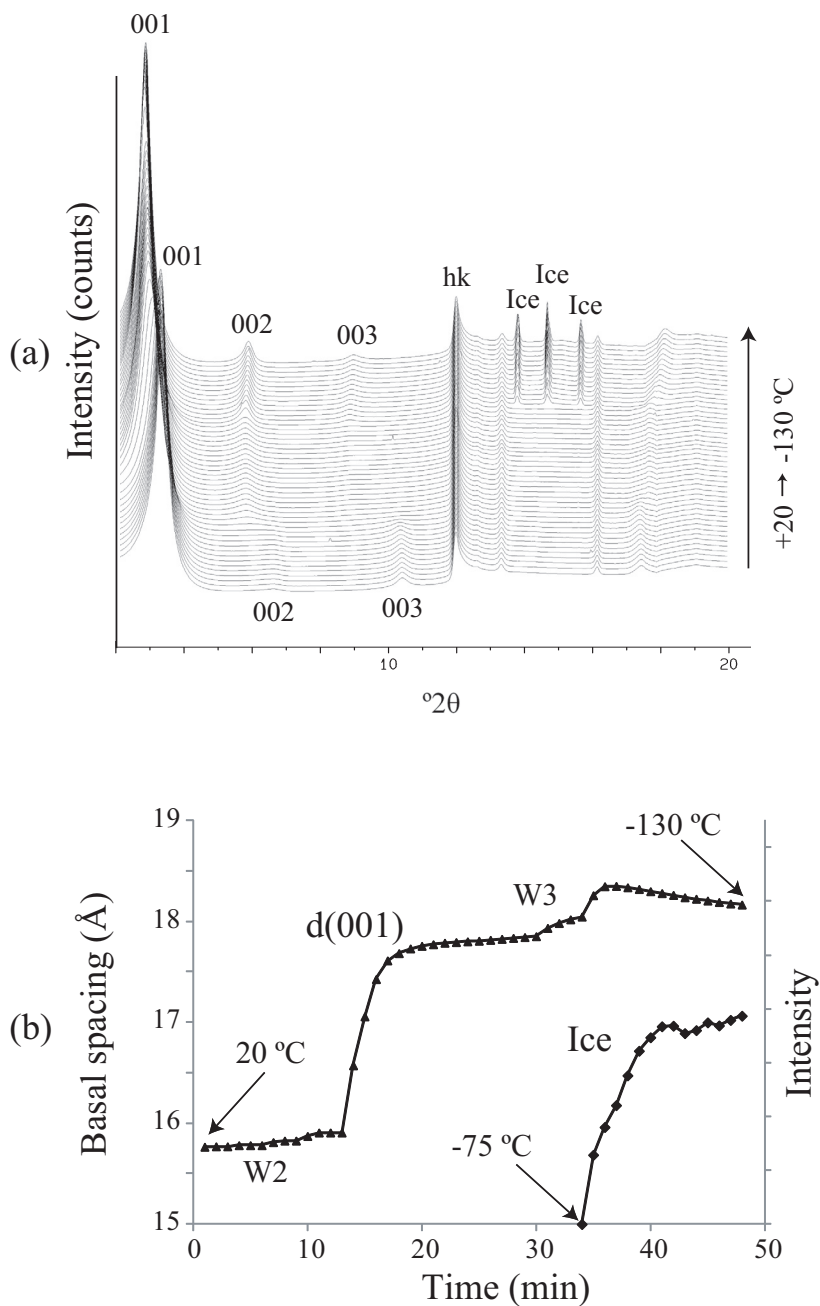 001
Intensity (counts)
001
002
003
hk
Ice
Ice
Ice
(a)
+20 → -130 ºC
002
003
10
20
º2θ
19
18
17
16
15
Basal spacing (Å)
(b)
-130 ºC
W3
d(001)
20 ºC
W2
Ice
-75 ºC
Intensity
0
10
20
30
40
50
Time (min)